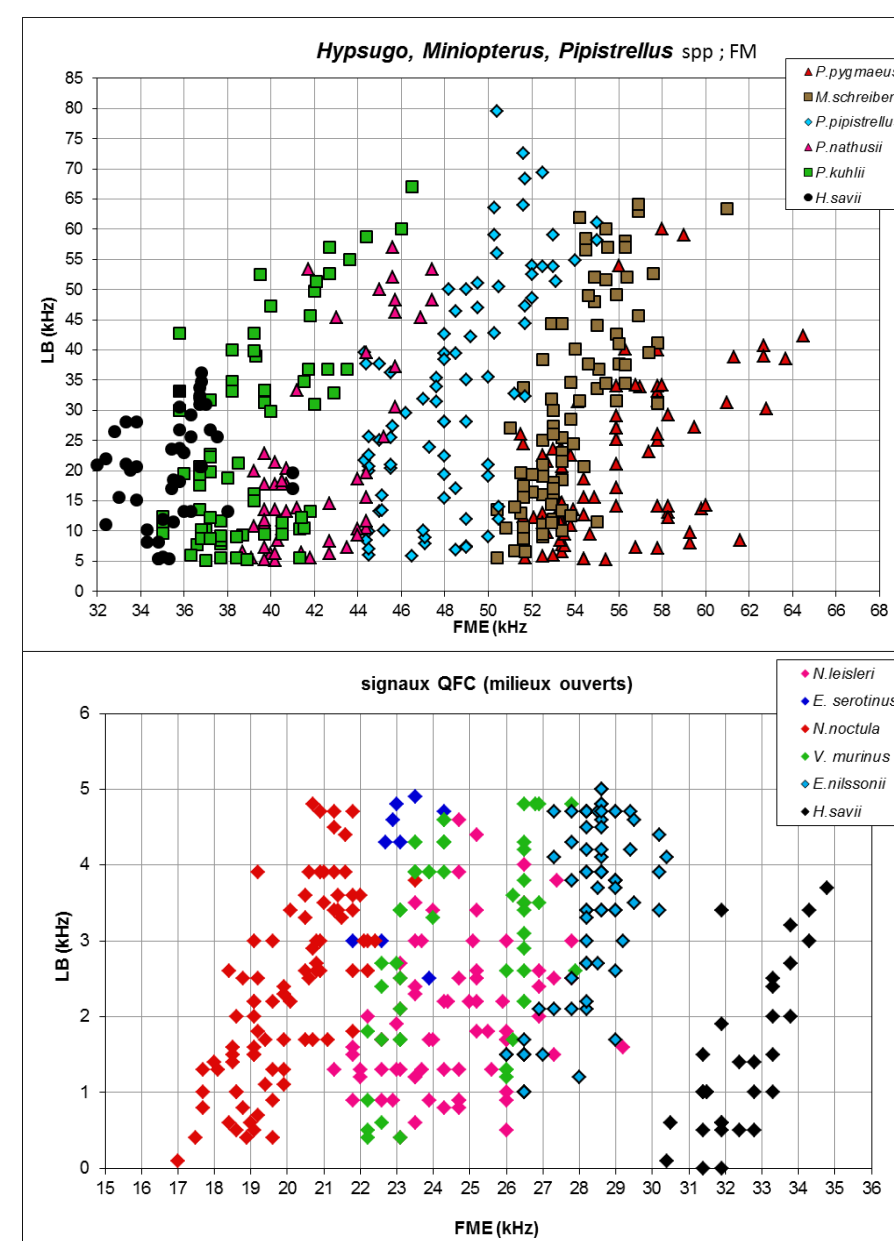 Hypsugo, Miniopterus, Pipistrellus spp ; FM
P.pygmaeus
M.schreiber
P.pipistrellu
P.nathusii
P.kuhlii
H.savii
LB (kHz)
85
80
75
70
65
60
55
50
45
40
35
30
25
20
15
10
5
0
32 34 36 38 40 42 44 46 48 50 52 54 56 58 60 62 64 66 68
FME (kHz
signaux QFC (milieux ouverts)
N.leisleri
E. serotinus
N.noctula
V. murinus
E.nilssonii
H.savii
LB (kHz)
6
5
4
3
2
1
0
15 16 17 18 19 20 21 22 23 24 25 26 27 28 29 30 31 32 33 34 35 36
FME (kHz)